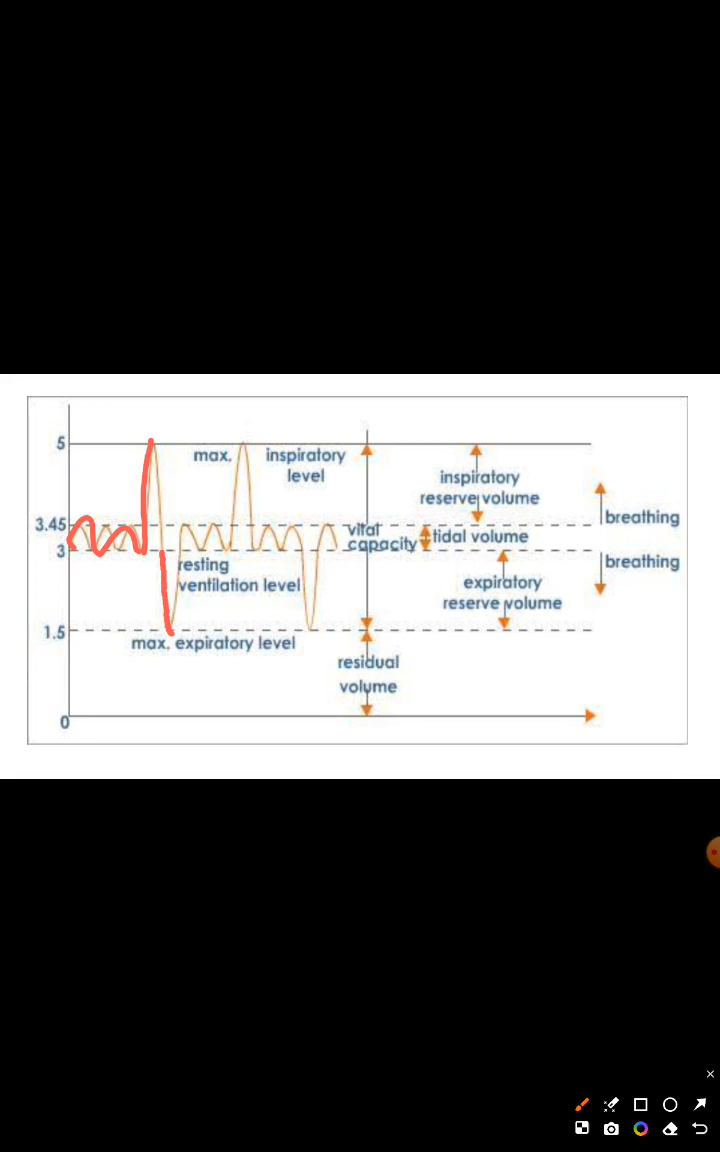 5
max. inspiratory
level
inspiratory
reserve volume
breathing
3.45
vital
capacity
tidal volume
3
resting
ventilation level
breathing
expiratory
reserve volume
1.5
max. expiratory level
residual
volume
0